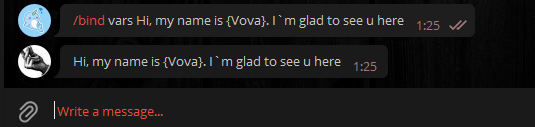 /bind vars Hi, my name is {Vova}. I`m glad to see u here 1:25
Hi, my name is {Vova}. I`m glad to see u here 1:25
Write a message...